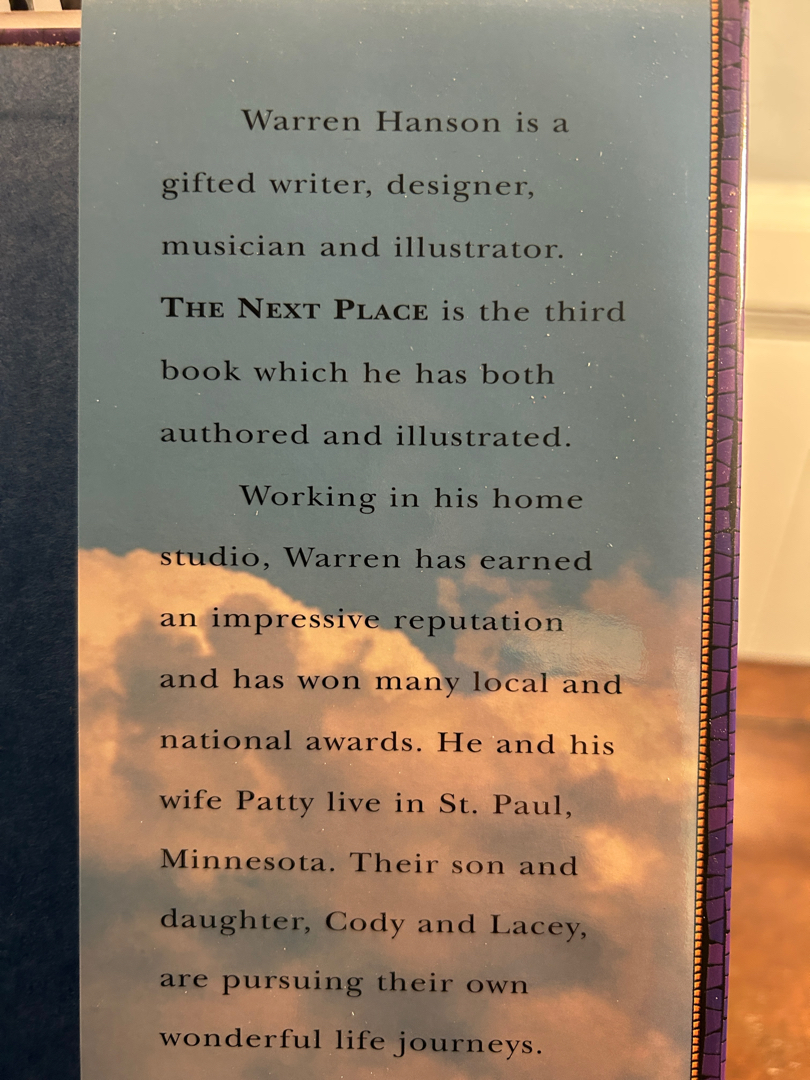 Warren Hanson is a
gifted writer, designer,
musician and illustrator.
THE NEXT PLACE is the third
book which he has both
authored and illustrated.
Working in his home
studio, Warren has earned
an impressive reputation
and has won many local and
national awards. He and his
wife Patty live in St. Paul,
Minnesota. Their son and
daughter, Cody and Lacey,
are pursuing their own
wonderful life journeys.